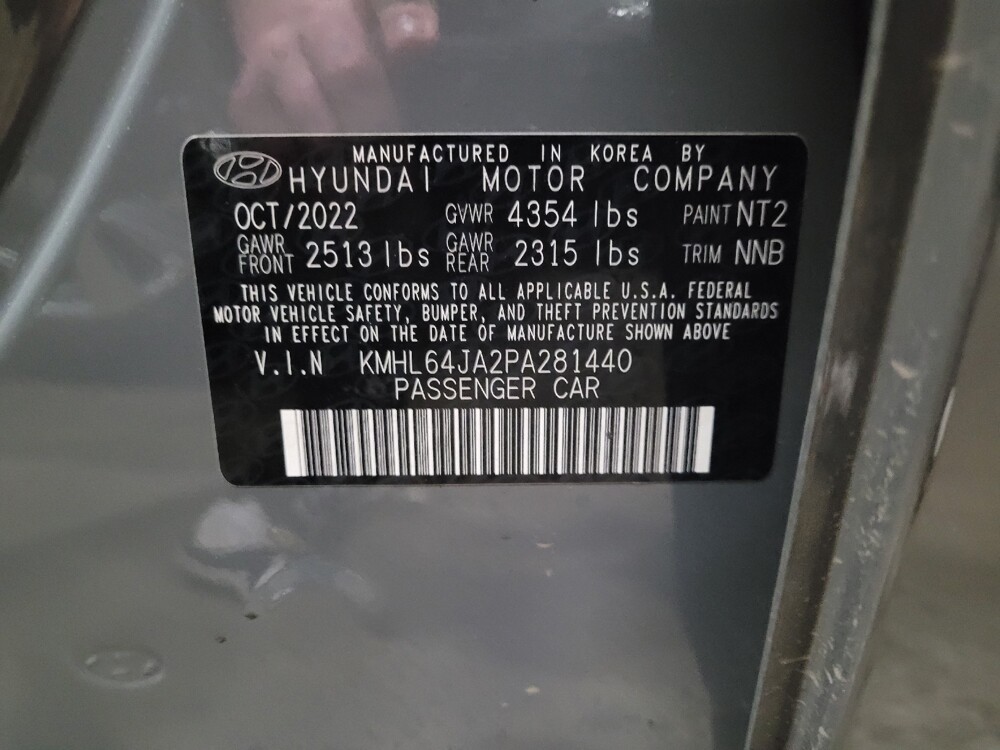 MANUFACTURED IN KOREA BY
HYUNDAI MOTOR COMPANY
OCT/2022 GVWR 4354 lbs PAINT NT2
GAWR FRONT 2513 lbs GAWR REAR 2315 lbs TRIM NNB
THIS VEHICLE CONFORMS TO ALL APPLICABLE U.S.A. FEDERAL
MOTOR VEHICLE SAFETY, BUMPER, AND THEFT PREVENTION STANDARDS
IN EFFECT ON THE DATE OF MANUFACTURE SHOWN ABOVE
V.I.N KMHL64JA2PA281440
PASSENGER CAR